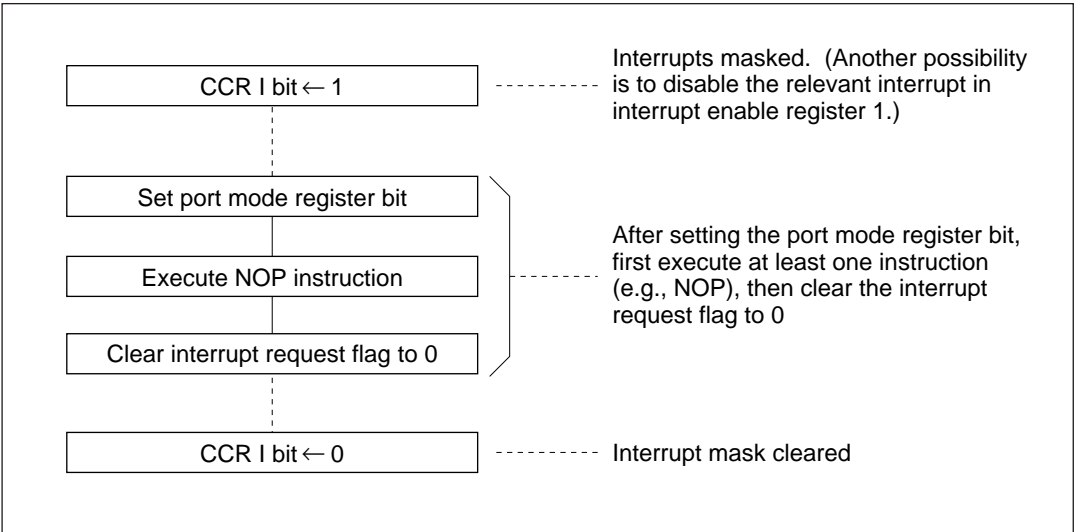 CCR I bit ← 1
Interrupts masked. (Another possibility
is to disable the relevant interrupt in
interrupt enable register 1.)
Set port mode register bit
Execute NOP instruction
Clear interrupt request flag to 0
After setting the port mode register bit,
first execute at least one instruction
(e.g., NOP), then clear the interrupt
request flag to 0
CCR I bit ← 0
Interrupt mask cleared